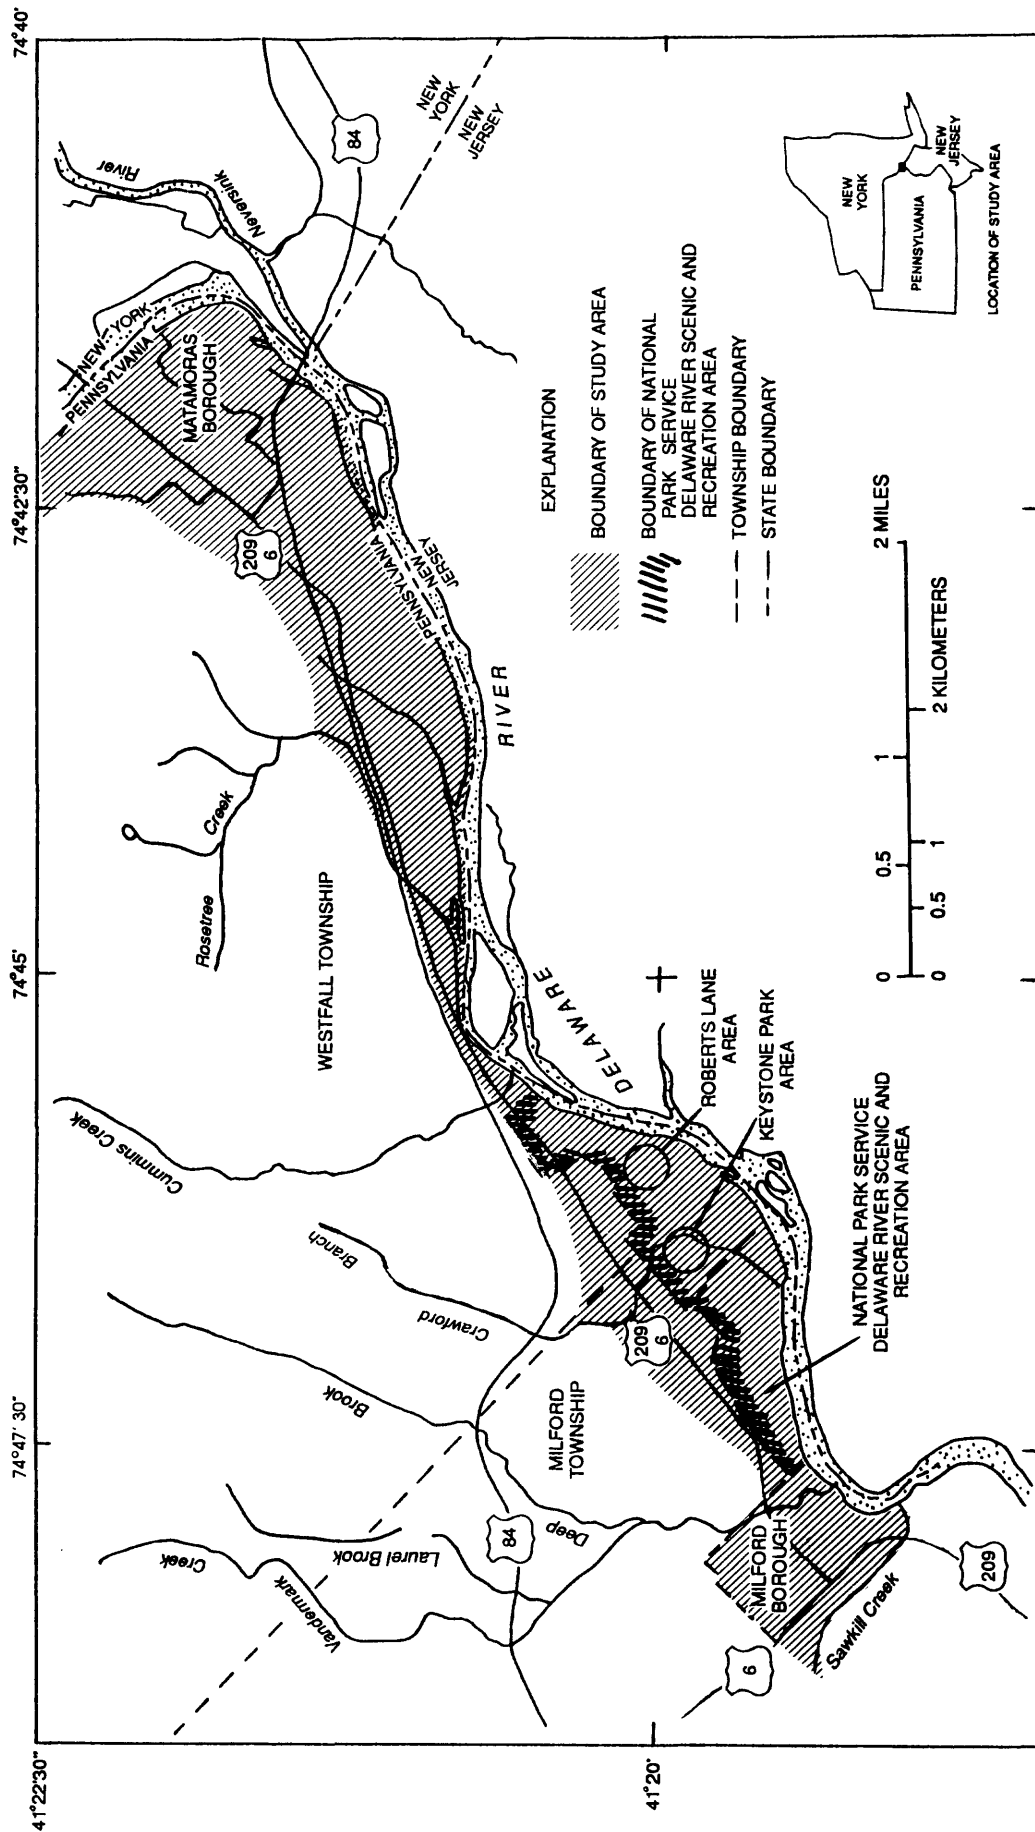 41°22'30"
41°20'
74°47' 30"
74°45'
74°42'30"
74°40'
Creek
Vandermark
Laurel Brook
84
Deep
Brook
MILFORD
TOWNSHIP
MILFORD
BOROUGH
6
Sawkill Creek
209
Crawford
Branch
209
6
Cummins Creek
WESTFALL TOWNSHIP
Rosetree
Creek
DELAWARE
RIVER
ROBERTS LANE
AREA
KEYSTONE PARK
AREA
NATIONAL PARK SERVICE
DELAWARE RIVER SCENIC AND
RECREATION AREA
209
6
NEW YORK
PENNSYLVANIA
MATAMORAS
BOROUGH
PENNSYLVANIA
NEW
JERSEY
Neversink
River
84
NEW YORK
NEW
JERSEY
EXPLANATION
BOUNDARY OF STUDY AREA
BOUNDARY OF NATIONAL
PARK SERVICE
DELAWARE RIVER SCENIC AND
RECREATION AREA
TOWNSHIP BOUNDARY
STATE BOUNDARY
0 0.5 1 2 MILES
0 0.5 1 2 KILOMETERS
NEW
YORK
PENNSYLVANIA
NEW
JERSEY
LOCATION OF STUDY AREA